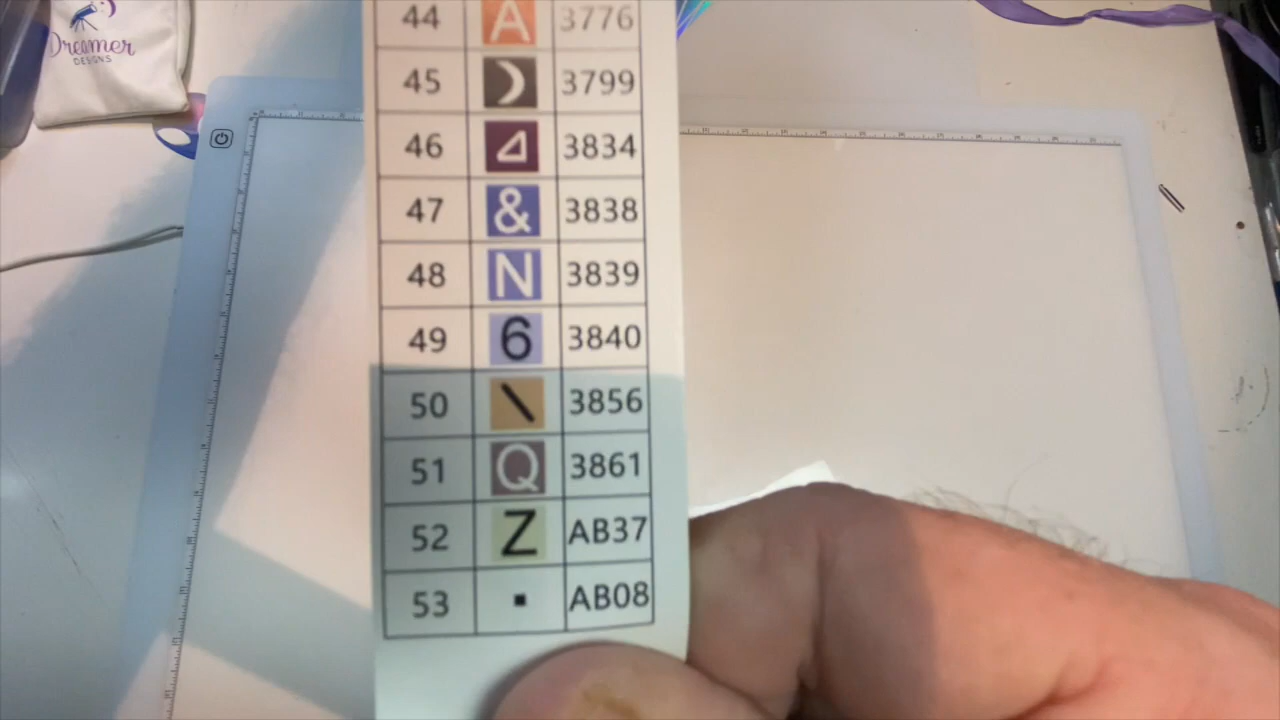 Dreamer
DESIGNS
44 A 3776
45 3799
46 3834
47 & 3838
48 N 3839
49 6 3840
50 \ 3856
51 Q 3861
52 Z AB37
53 ▪ AB08